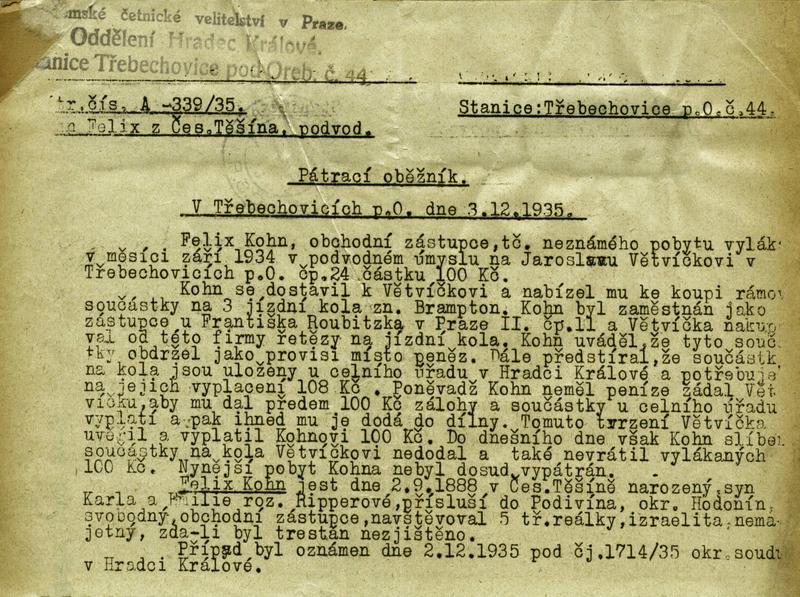 mské četnické velitelství v Praze.
Oddělení Hradec Králové.
anice Třebechovice pod Oreb. č. 44
tr.čís. A -339/35.
Stanice:Třebechovice p.O.č.44.
Felix z Čes.Těšína, podvod.
Pátrací oběžník.
V Třebechovicích p.O. dne 3.12.1935.
Felix Kohn, obchodní zástupce,tč. neznámého pobytu vylák-
v měsíci září 1934 v podvodném úmyslu na Jaroslavu Větvíčkovi v
Třebechovicích p.O. čp.24 částku 100 Kč.
Kohn se dostavil k Větvíčkovi a nabízel mu ke koupi rámov
součástky na 3 jízdní kola zn. Brampton. Kohn byl zaměstnán jako
zástupce u Františka Roubitzka v Praze II. čp.11 a Větvíčka nakup
val od této firmy řetězy na jízdní kola. Kohn uváděl,že tyto souč-
tky obdržel jako provisi místo peněz. Dále předstíral,že součástk
na kola jsou uloženy u celního úřadu v Hradci Králové a potřebuje
na jejich vyplacení 108 Kč . Poněvadž Kohn neměl peníze žádal Vět
víčku,aby mu dal předem 100 Kč zálohy a součástky u celního úřadu
vyplatí a pak ihned mu je dodá do dílny. Tomuto tvrzení Větvíčka
uvěřil a vyplatil Kohnovi 100 Kč. Do dnešního dne však Kohn slíben
součástky na kola Větvíčkovi nedodal a také nevrátil vylákaných
100 Kč. Nynější pobyt Kohna nebyl dosud vypátrán.
Felix Kohn jest dne 2.9.1888 v Čes.Těšíně narozený,syn
Karla a Emilie roz. Ripperové,přísluší do Podivína, okr. Hodonín,
svobodný,obchodní zástupce,navštěvoval 5 tř.reálky,izraelita,nema-
jetný, zda-li byl trestán nezjištěno.
Případ byl oznámen dne 2.12.1935 pod čj.1714/35 okr.soudu
v Hradci Králové.